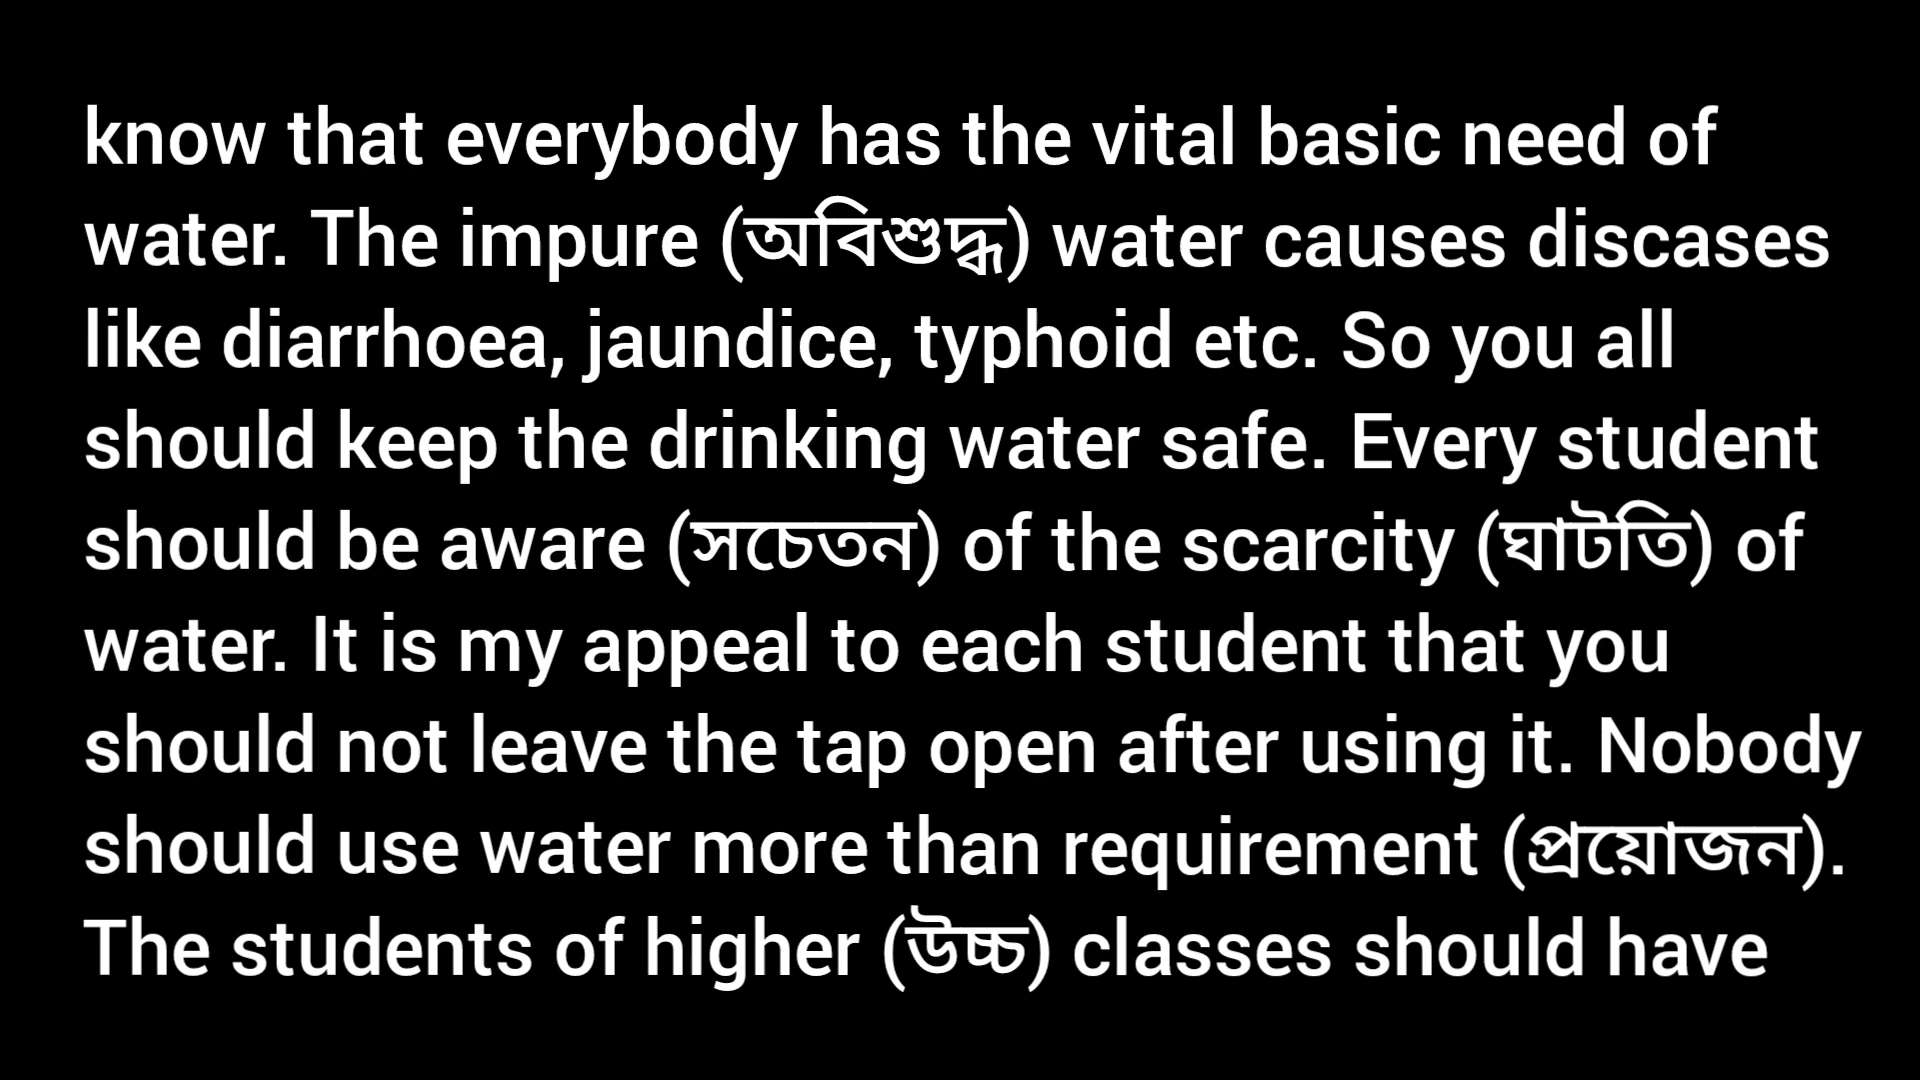 know that everybody has the vital basic need of
water. The impure (অবিশুদ্ধ) water causes discases
like diarrhoea, jaundice, typhoid etc. So you all
should keep the drinking water safe. Every student
should be aware (সচেতন) of the scarcity (ঘাটতি) of
water. It is my appeal to each student that you
should not leave the tap open after using it. Nobody
should use water more than requirement (প্রয়োজন).
The students of higher (উচ্চ) classes should have